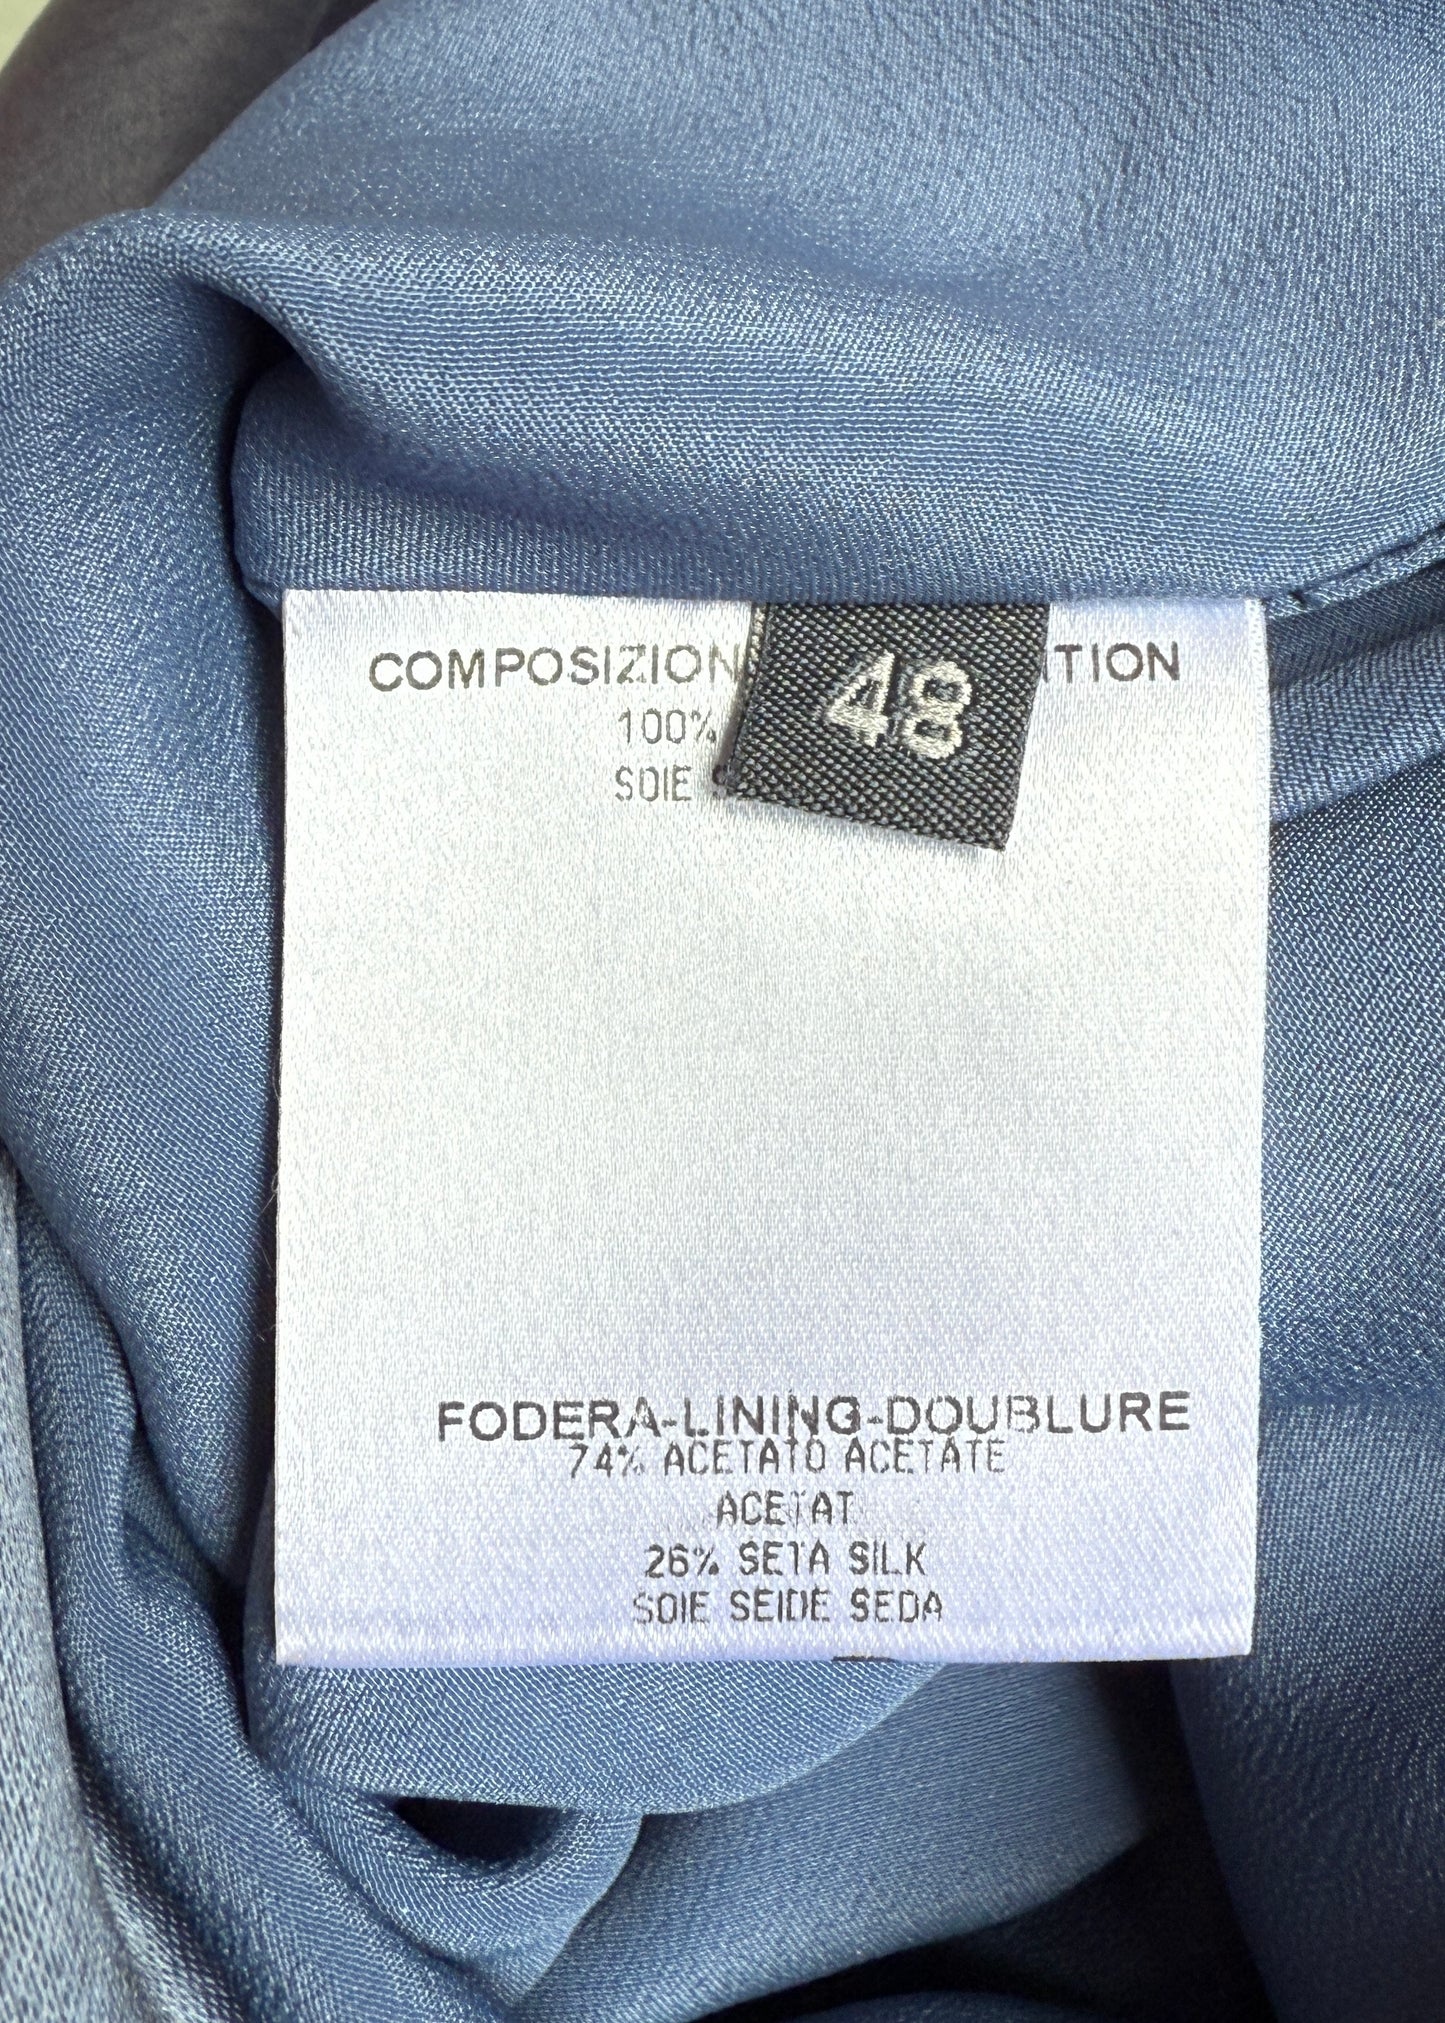 COMPOSIZION TION
48
100%
SOIE
FODERA-LINING-DOUBLURE
74% ACETATO ACETATE
ACETAT
26% SETA SILK
SOIE SEIDE SEDA